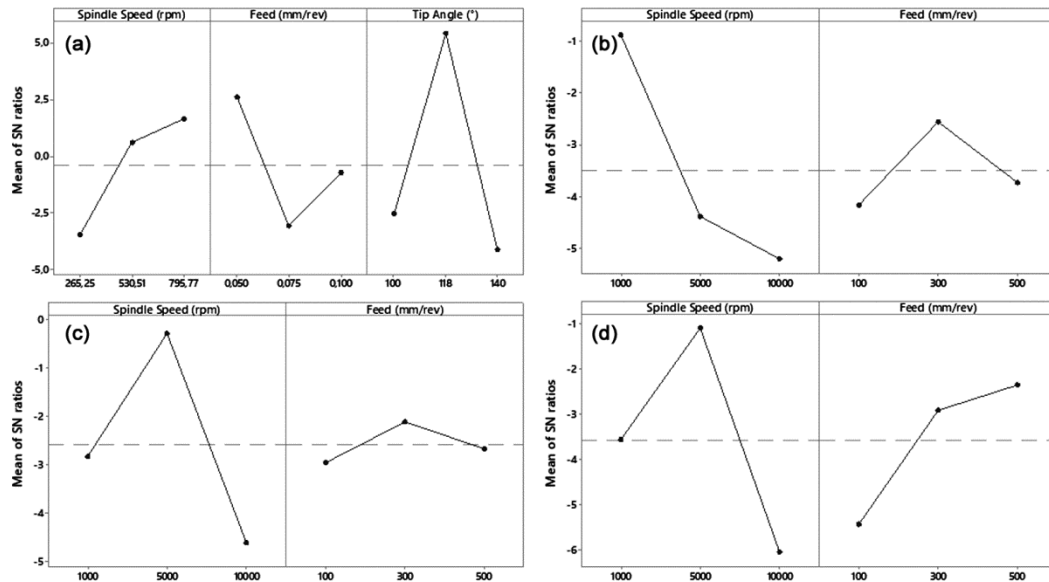 Spindle Speed (rpm) Feed (mm/rev) Tip Angle (°)
(a)
Mean of SN ratios
5,0
2,5
0,0
-2,5
-5,0
265,25 530,51 795,77 0,050 0,075 0,100 100 118 140
Spindle Speed (rpm) Feed (mm/rev)
(b)
Mean of SN ratios
-1
-2
-3
-4
-5
1000 5000 10000 100 300 500
Spindle Speed (rpm) Feed (mm/rev)
(c)
Mean of SN ratios
0
-1
-2
-3
-4
-5
1000 5000 10000 100 300 500
Spindle Speed (rpm) Feed (mm/rev)
(d)
Mean of SN ratios
-1
-2
-3
-4
-5
-6
1000 5000 10000 100 300 500